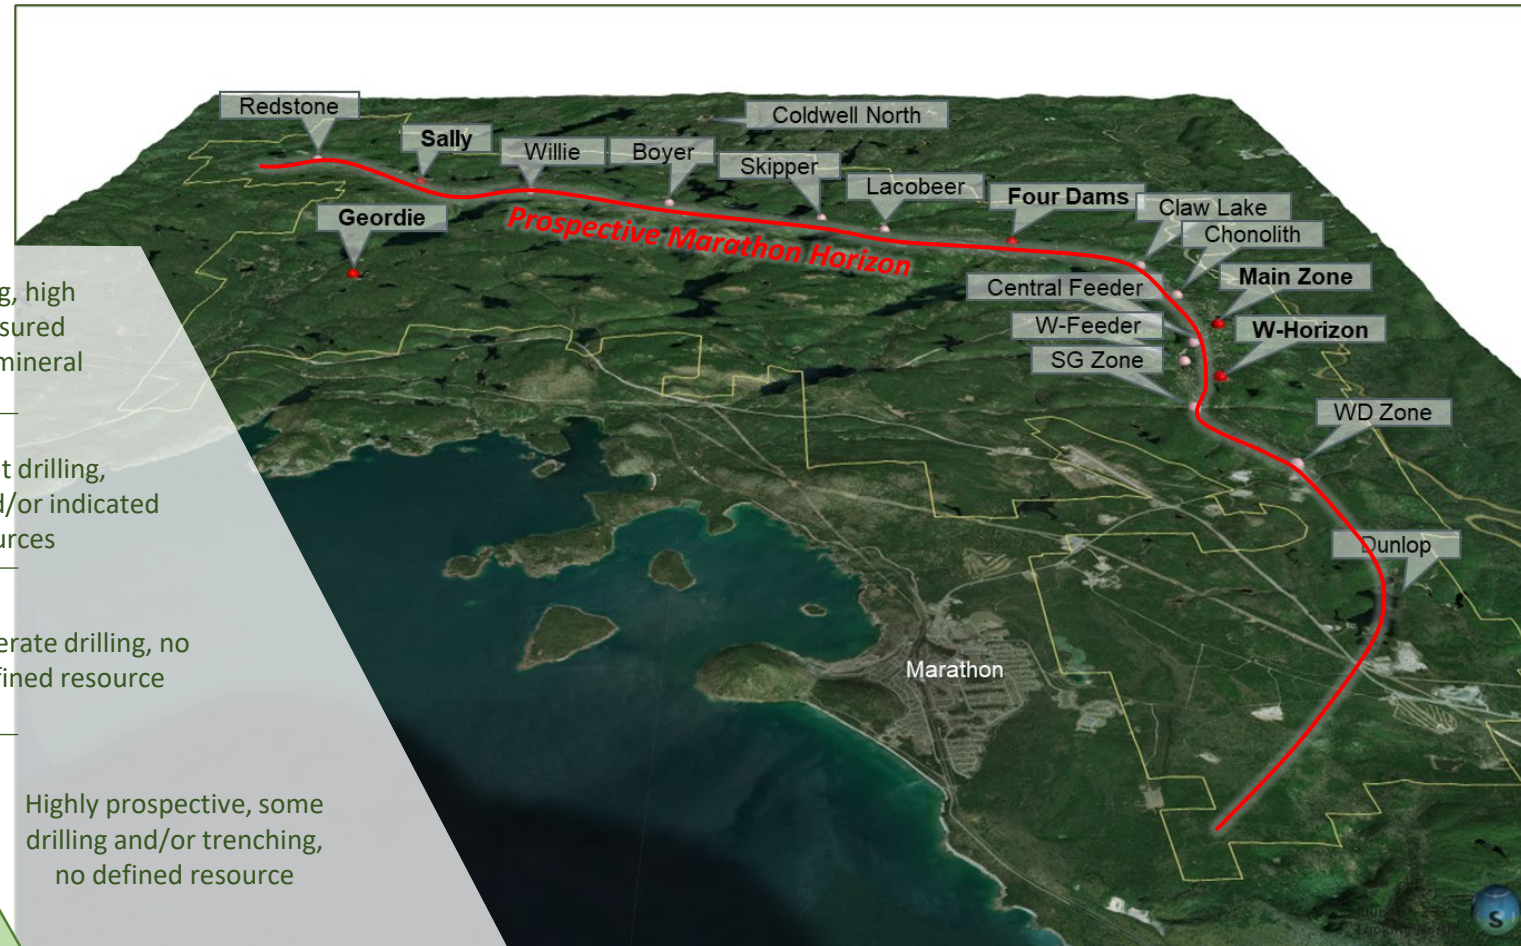 Redstone
Coldwell North
Sally
Willie
Boyer
Skipper
Lacobeer
Four Dams
Claw Lake
Geordie
Prospective Marathon Horizon
Chonolith
Central Feeder
Main Zone
W-Feeder
W-Horizon
SG Zone
WD Zone
Dunlop
Marathon
g, high
sured
mineral
t drilling,
d/or indicated
urces
erate drilling, no
fined resource
Highly prospective, some
drilling and/or trenching,
no defined resource
S